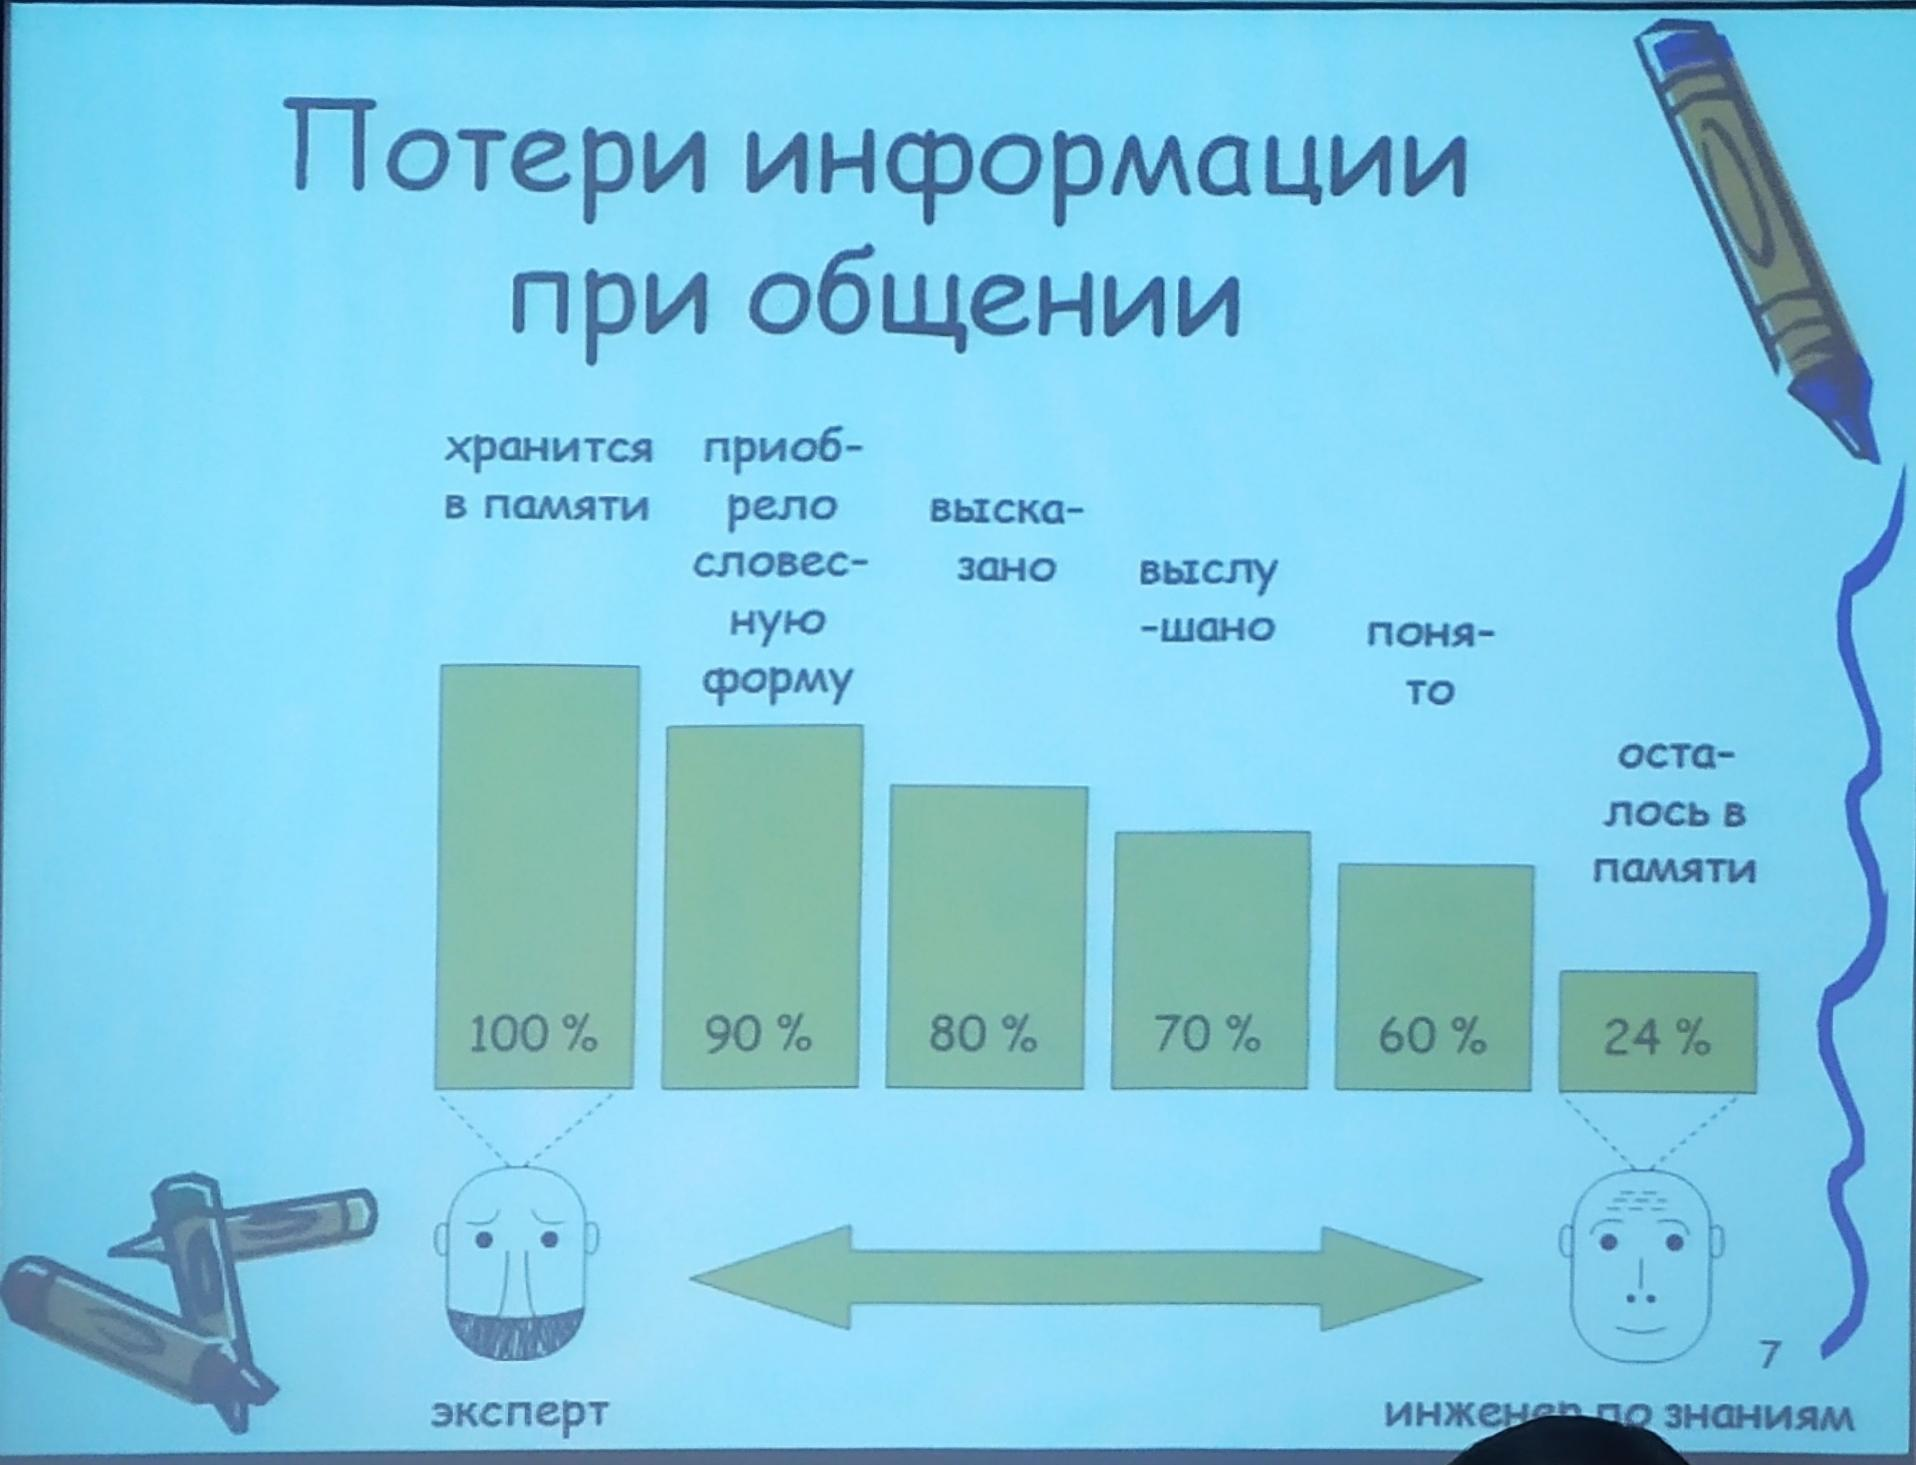 Потери информации
при общении
хранится
в памяти
приоб-
рело
словес-
ную
форму
выска-
зано
выслу
-шано
поня-
то
оста-
лось в
памяти
100 %
90 %
80 %
70 %
60 %
24 %
7
эксперт
инженер по знаниям